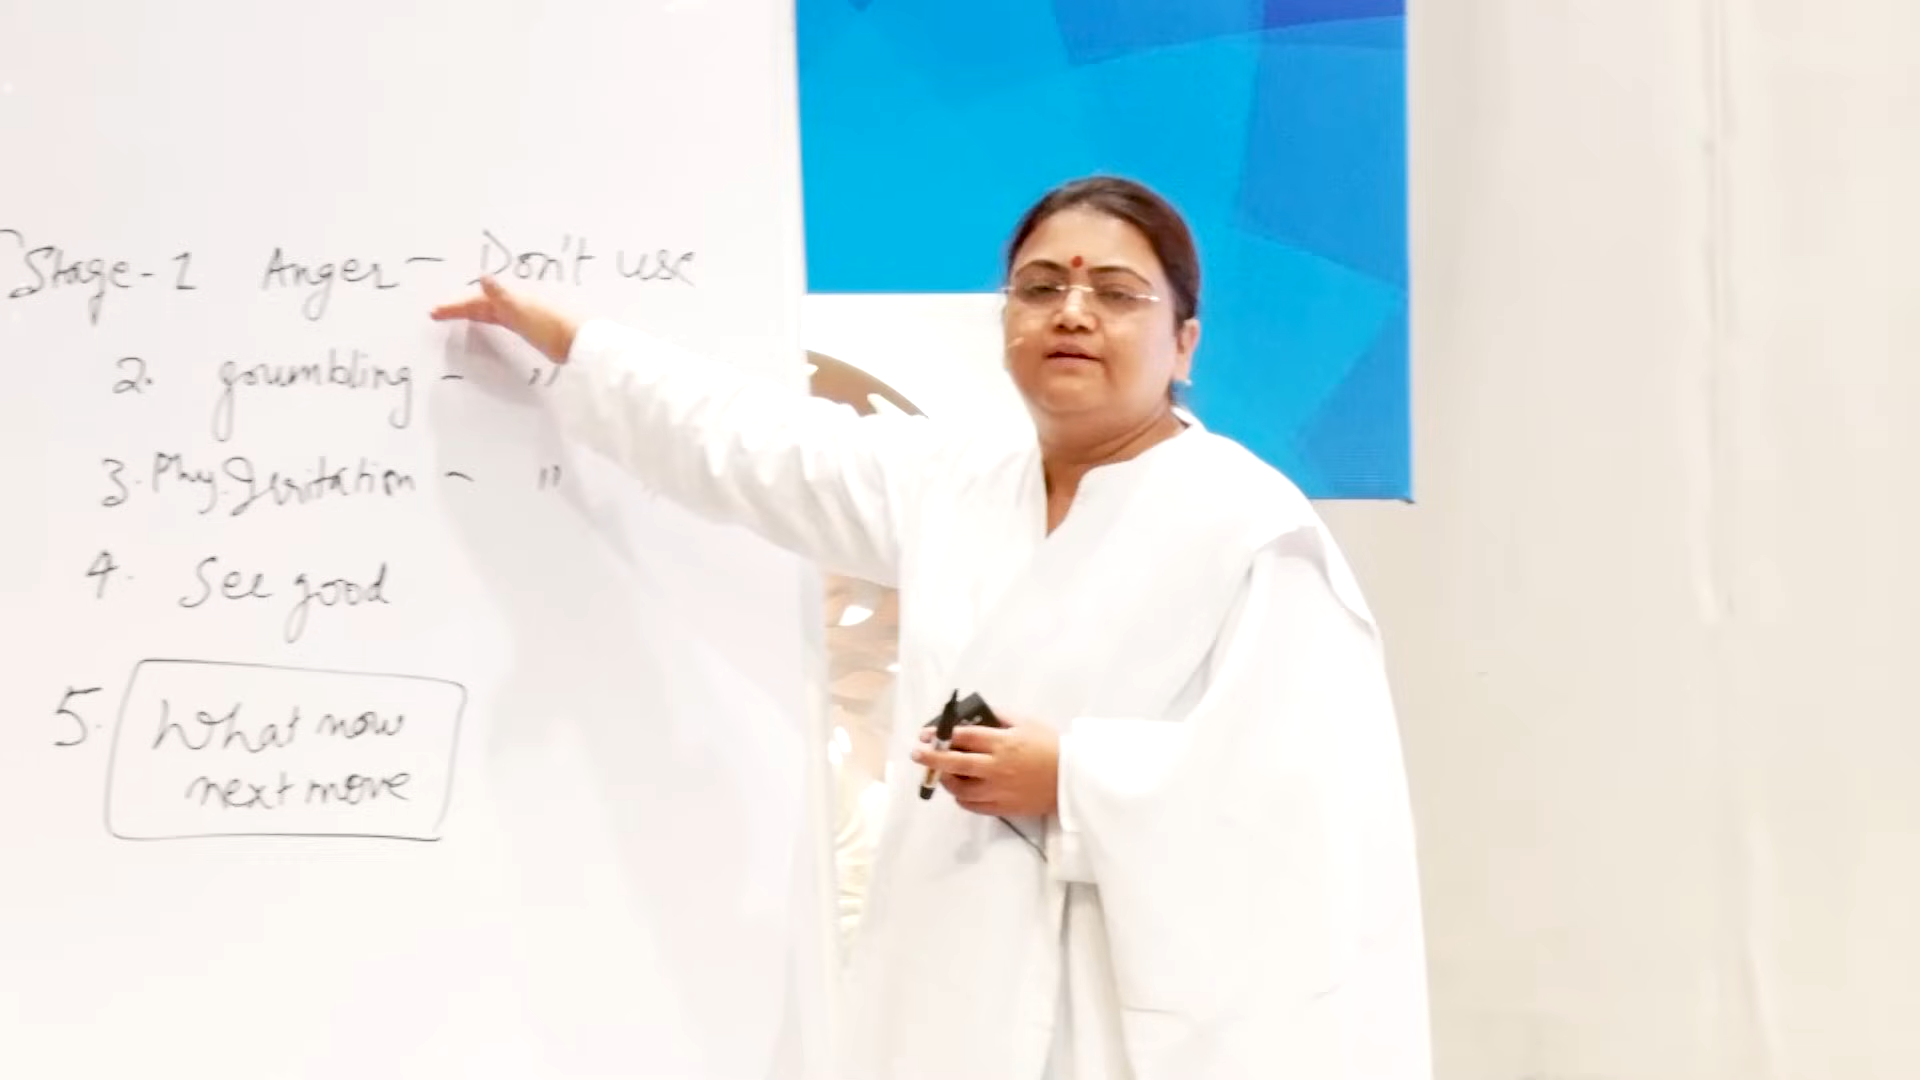 Stage-1 Anger - Don't use
2. grumbling - "
3. Phy. Irritation - "
4. See good
5. What now
next move